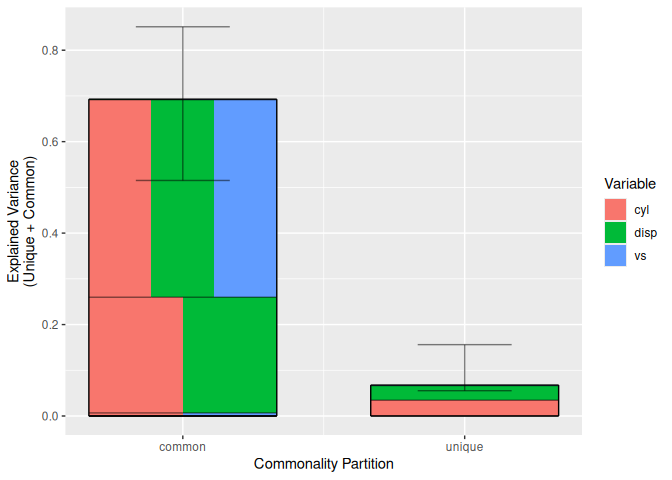 Explained Variance
(Unique + Common)
0.8
0.6
0.4
0.2
0.0
common
unique
Commonality Partition
Variable
cyl
disp
vs